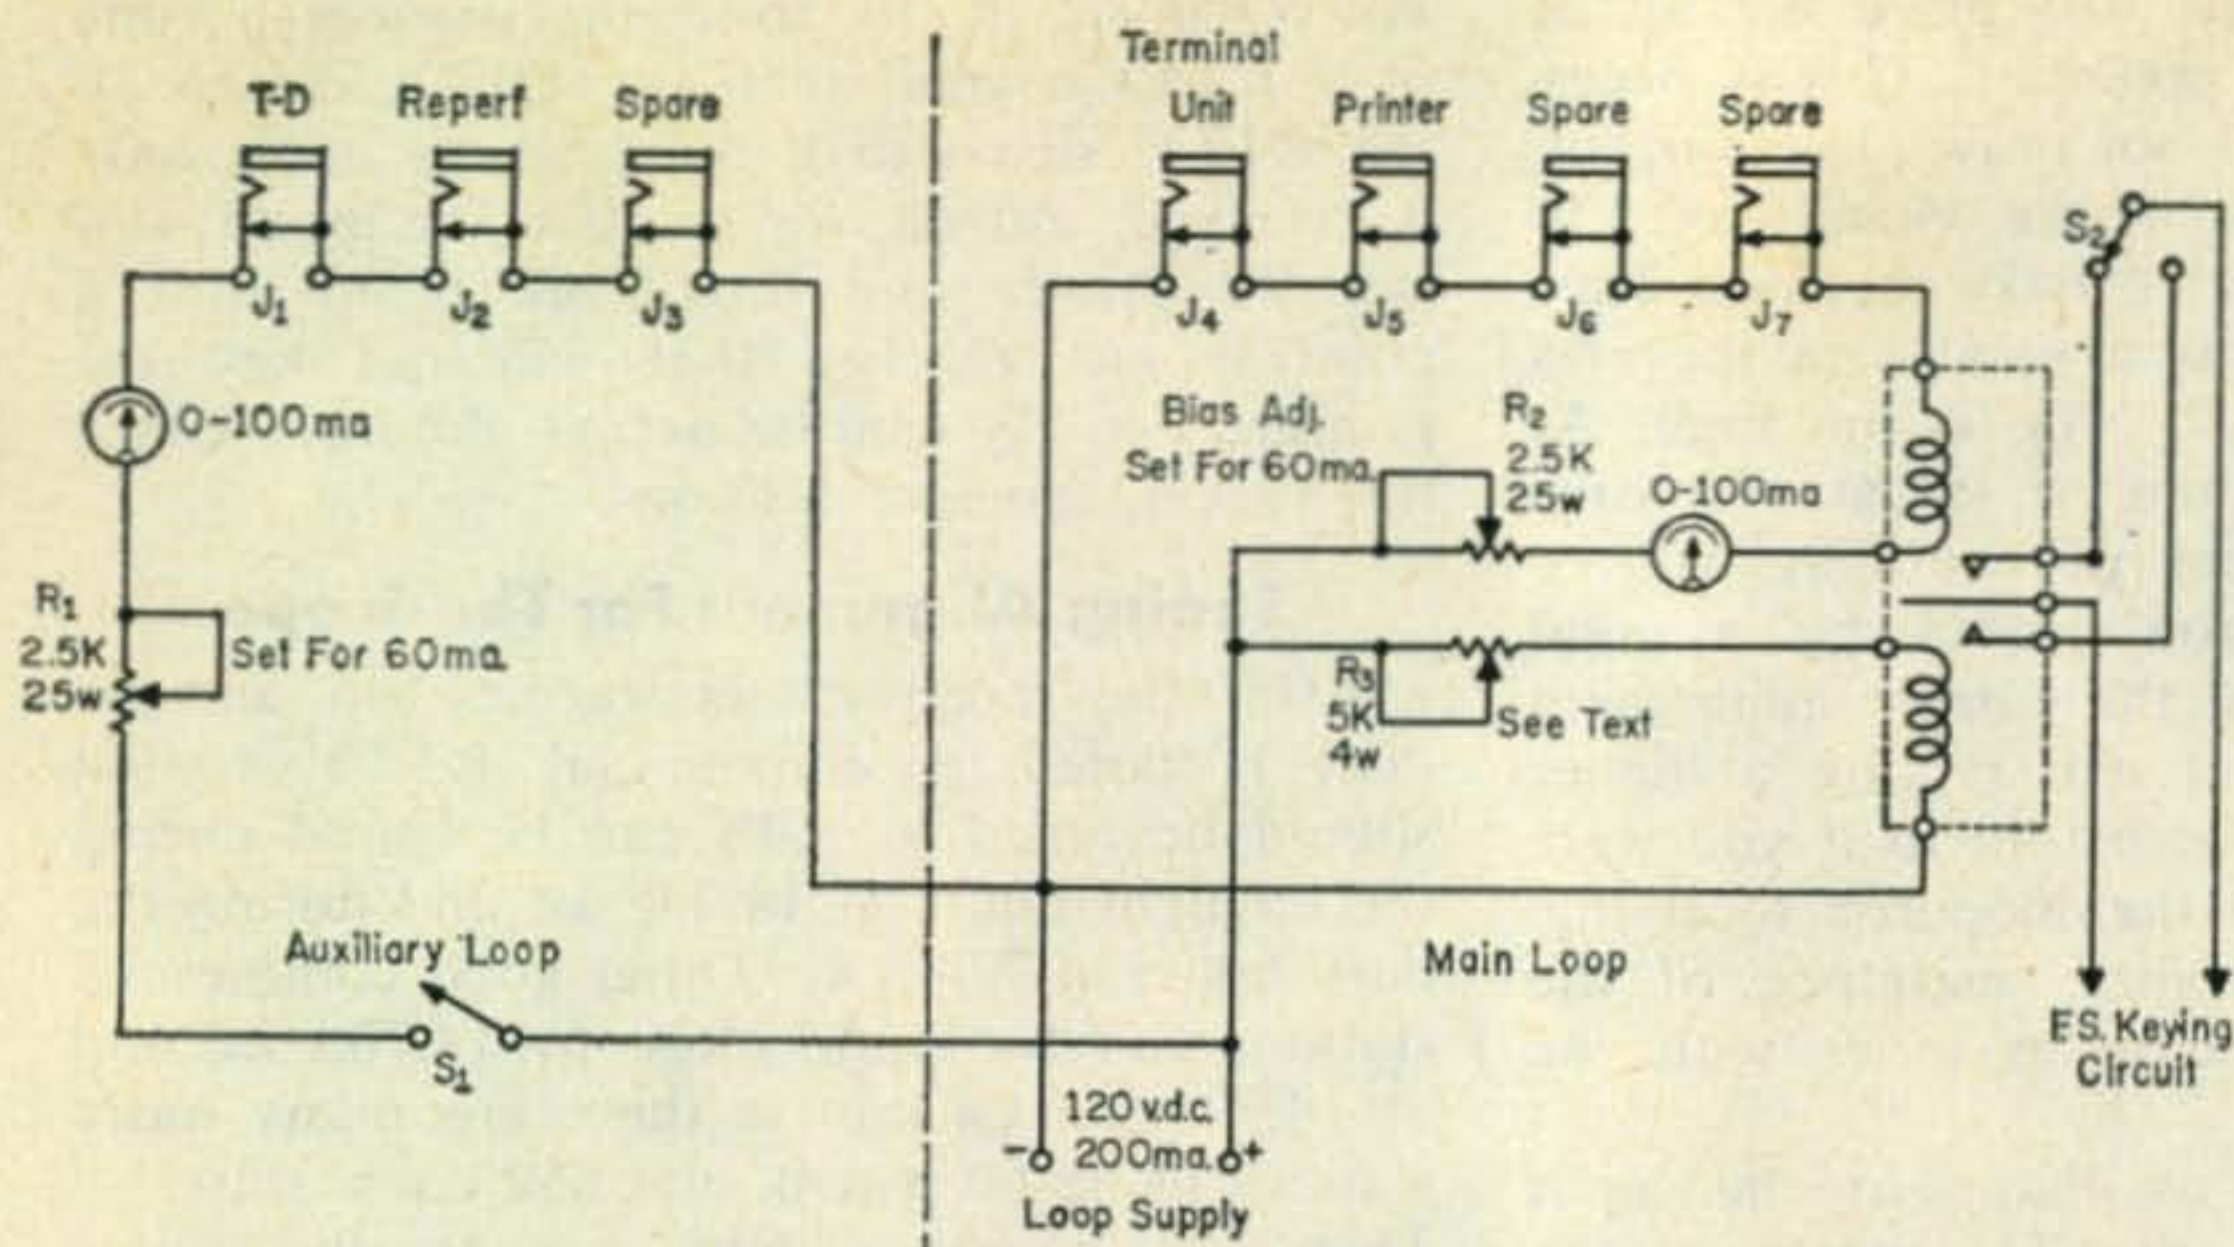 T-D Reperf Spare
Terminal
Unit Printer Spare Spare
J1 J2 J3
J4 J5 J6 J7
S2
0-100ma
Bias Adj.
Set For 60ma.
R2
2.5K
25w
0-100ma
R1
2.5K
25w
Set For 60ma.
R3
5K
4w
See Text
Auxiliary Loop
S1
Main Loop
F.S. Keying
Circuit
120 v.d.c.
200ma.
- +
Loop Supply